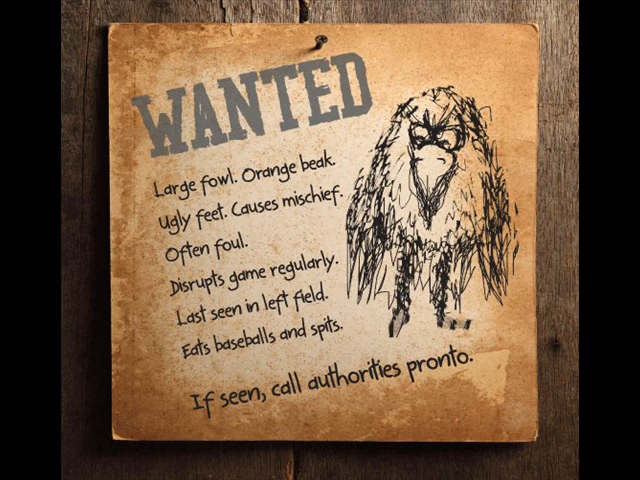 WANTED
Large fowl. Orange beak.
Ugly feet. Causes mischief.
Often foul.
Disrupts game regularly.
Last seen in left field.
Eats baseballs and spits.
If seen, call authorities pronto.